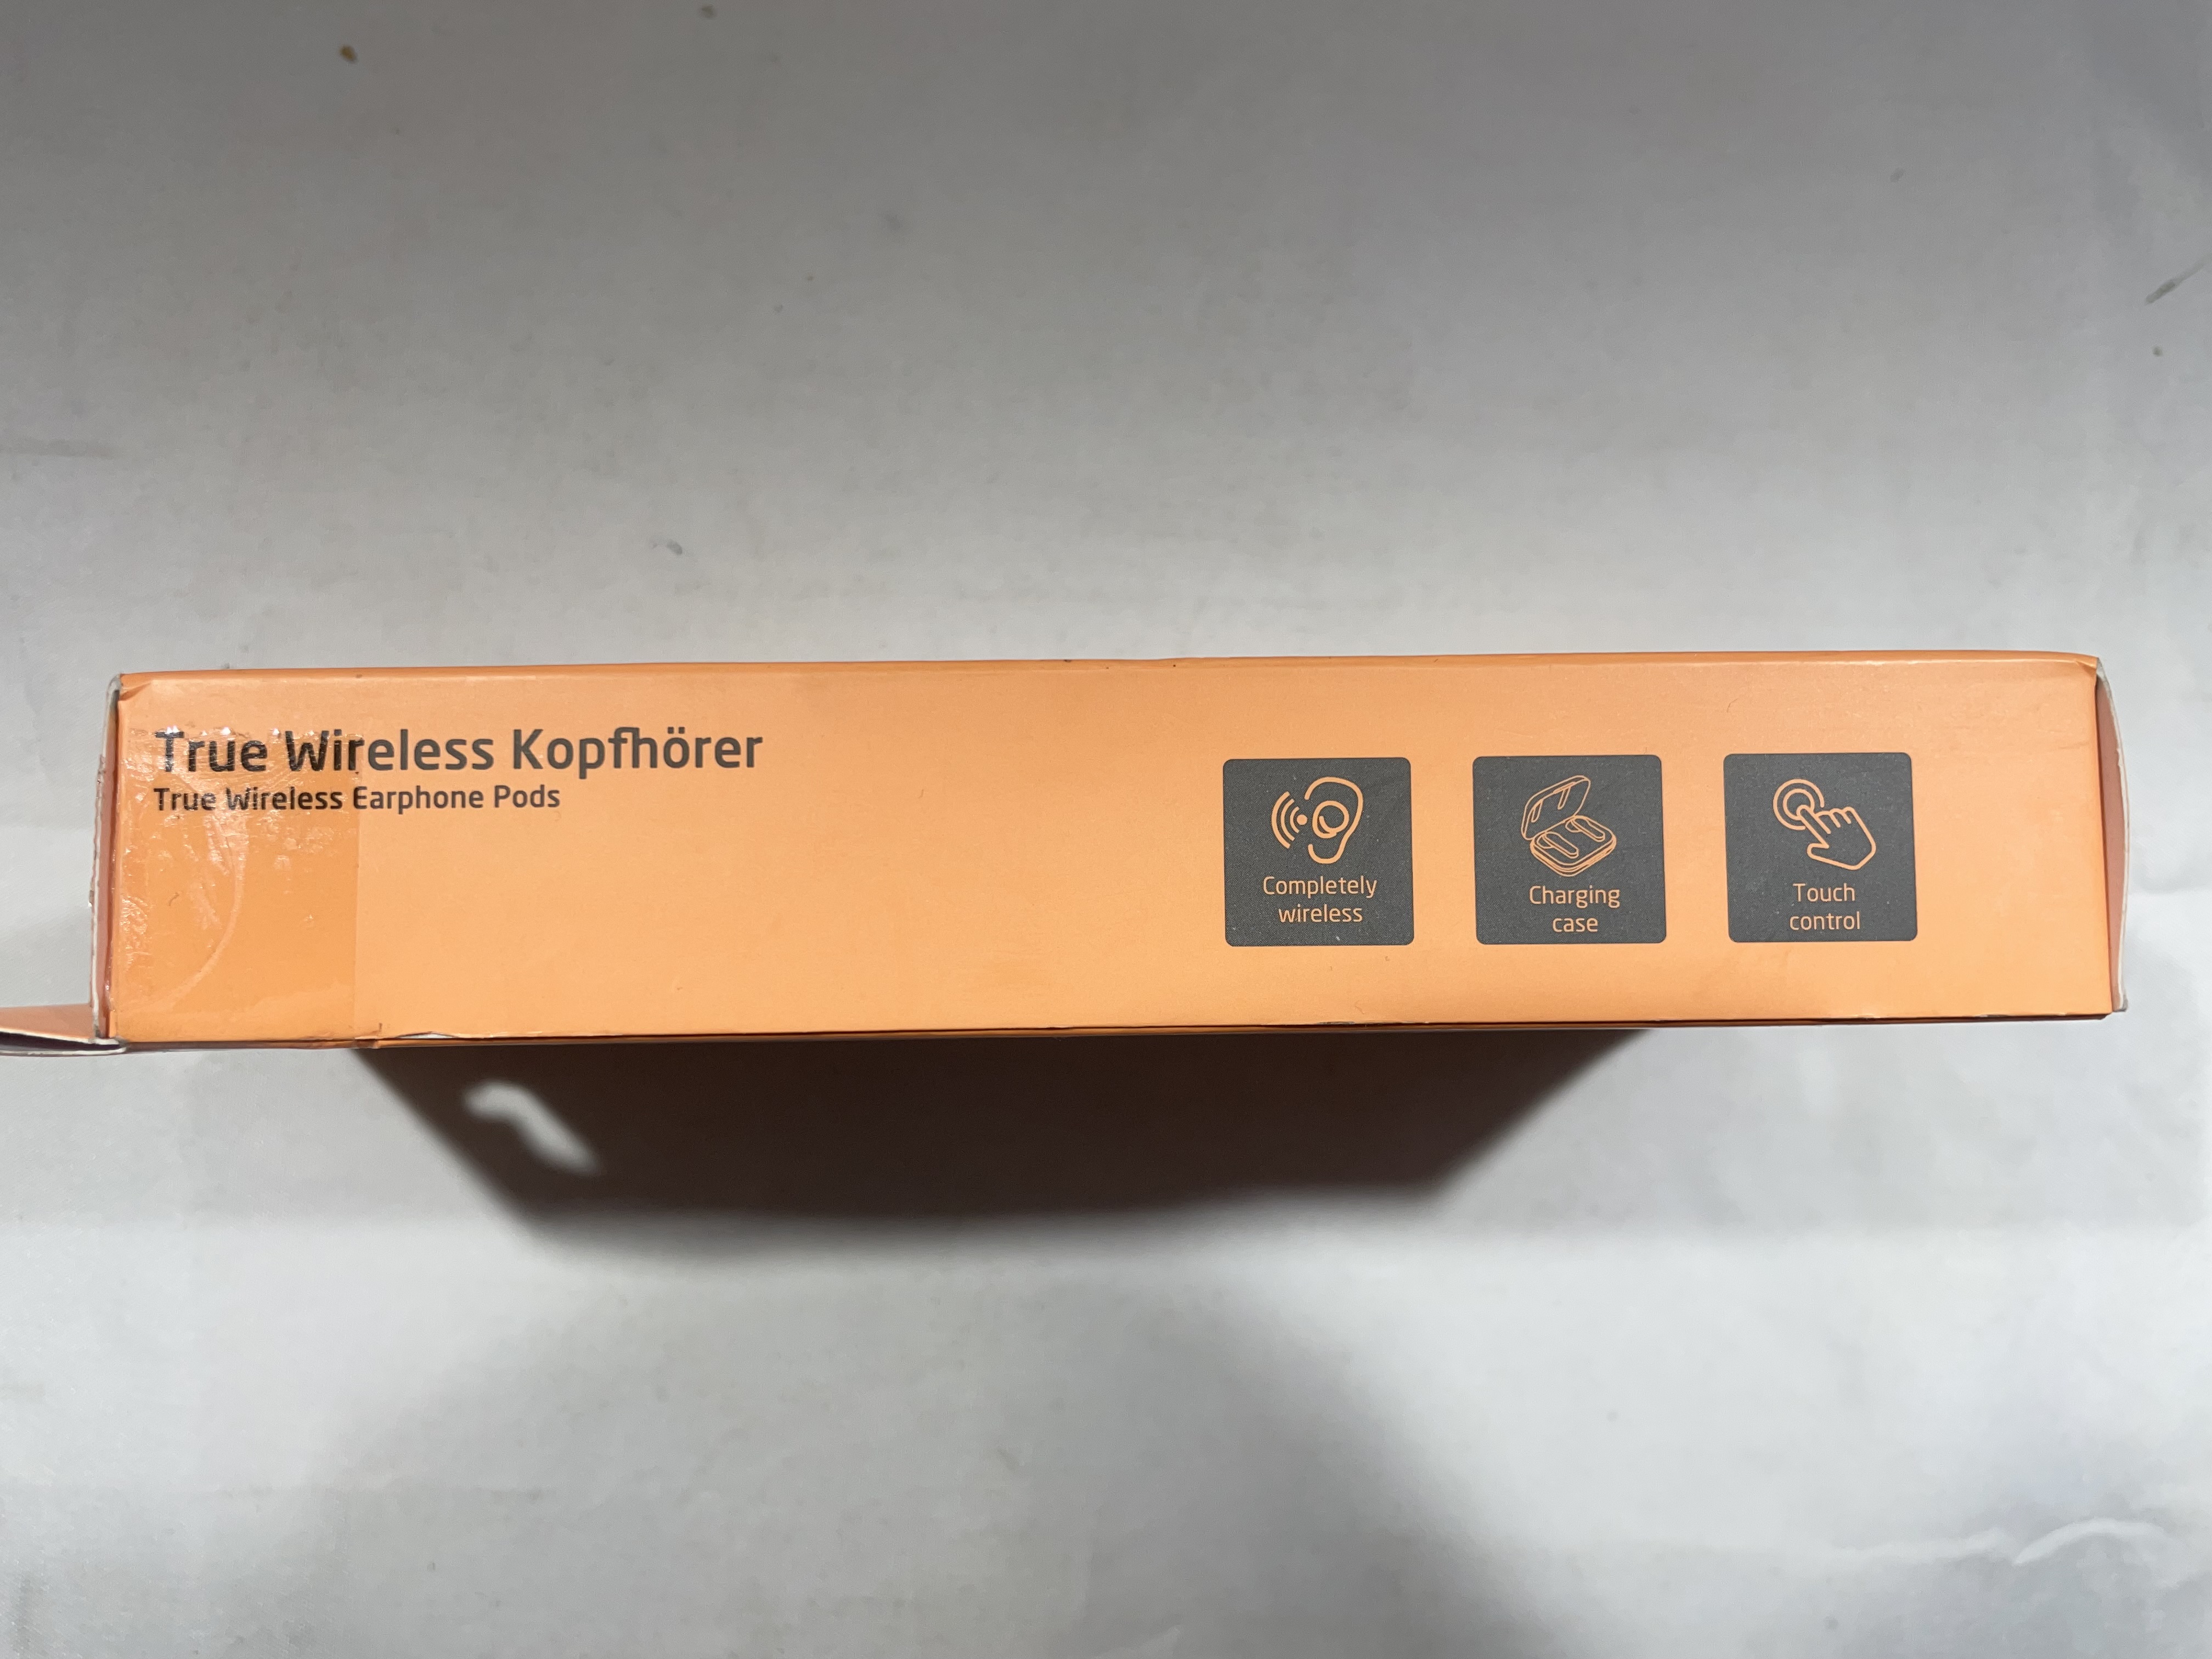 True Wireless Kopfhörer
True Wireless Earphone Pods
Completely
wireless
Charging
case
Touch
control